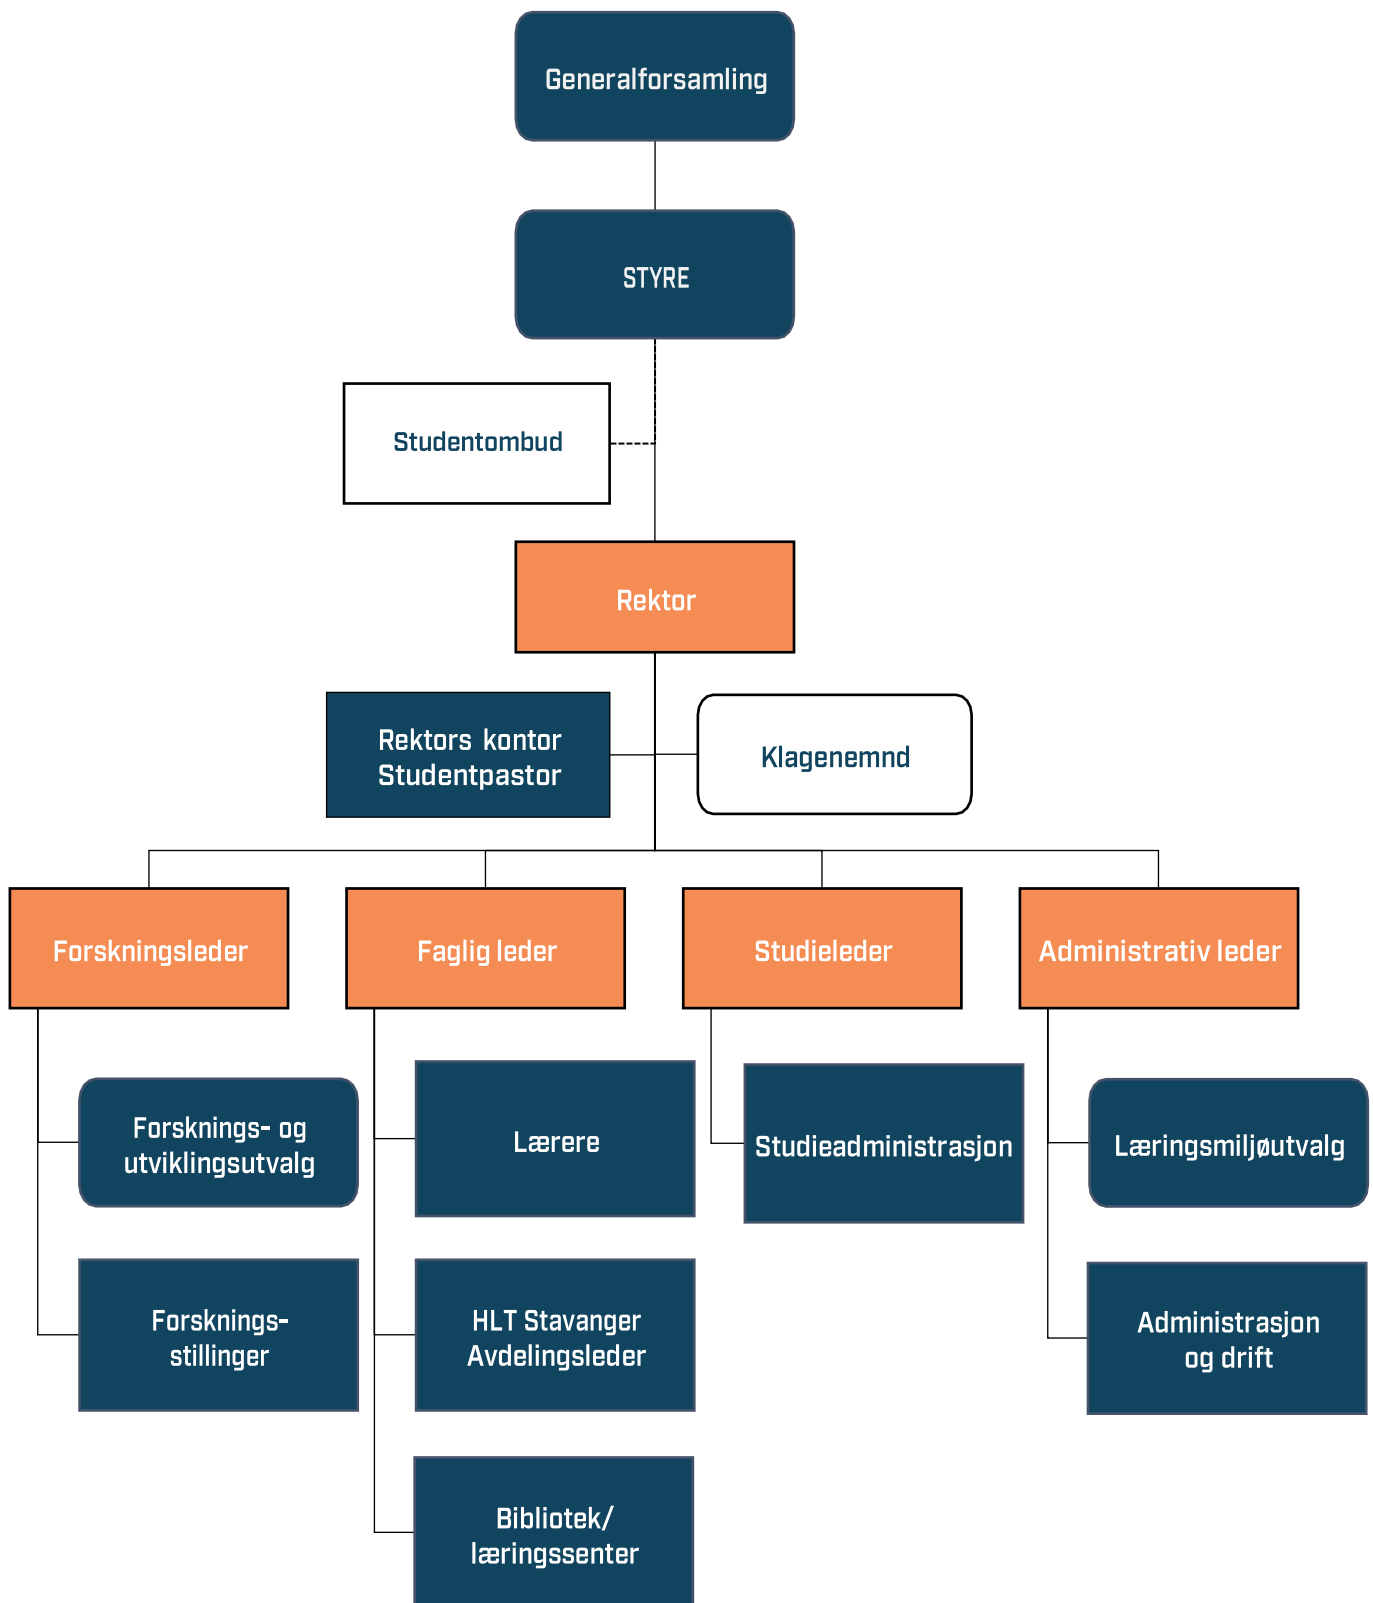 Generalforsamling
STYRE
Studentombud
Rektor
Rektors kontor
Studentpastor
Klagenemnd
Forskningsleder
Faglig leder
Studieleder
Administrativ leder
Forsknings- og
utviklingsutvalg
Lærere
Studieadministrasjon
Læringsmiljøutvalg
Forsknings-
stillinger
HLT Stavanger
Avdelingsleder
Administrasjon
og drift
Bibliotek/
læringssenter